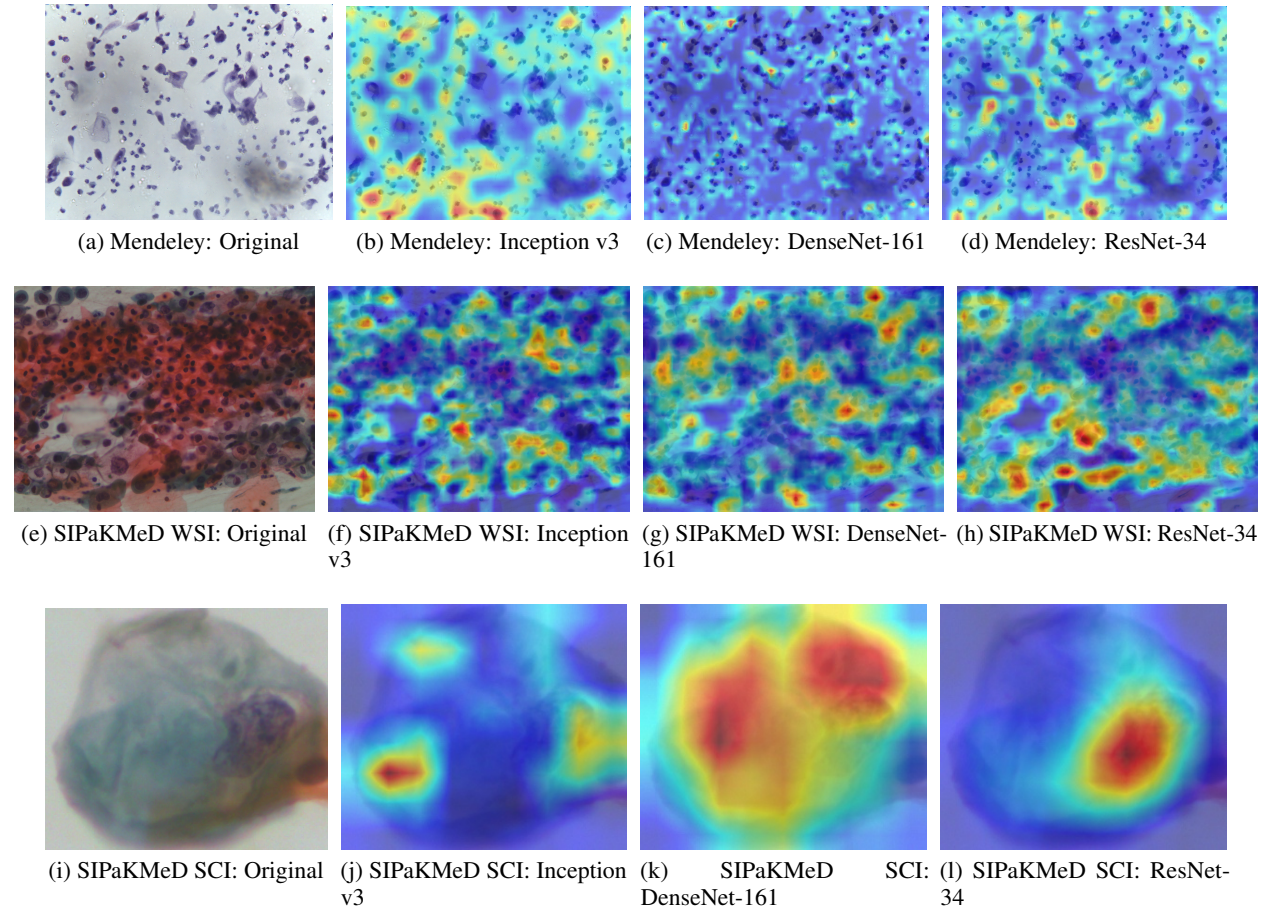 (a) Mendeley: Original
(b) Mendeley: Inception v3
(c) Mendeley: DenseNet-161
(d) Mendeley: ResNet-34
(e) SIPaKMeD WSI: Original
(f) SIPaKMeD WSI: Inception
v3
(g) SIPaKMeD WSI: DenseNet-
161
(h) SIPaKMeD WSI: ResNet-34
(i) SIPaKMeD SCI: Original
(j) SIPaKMeD SCI: Inception
v3
(k) SIPaKMeD SCI:
DenseNet-161
(l) SIPaKMeD SCI: ResNet-
34